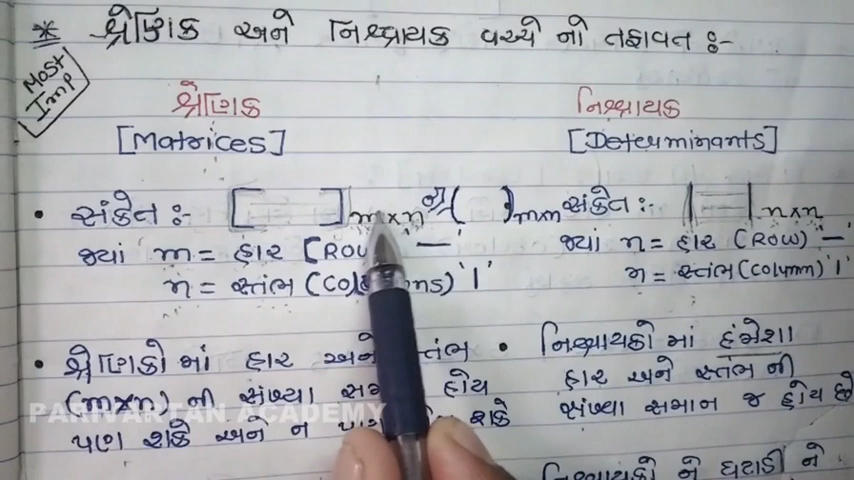 * શ્રેણિક અને નિશ્ચાયક વચ્ચે નો તફાવત :-
Most Imp
શ્રેણિક
[Matrices]
• સંકેત :- [ ] m×n અથવા ( ) m×n
જ્યાં m = હાર [ROW '—'
n = સ્તંભ (Columns) '|'
• શ્રેણિકો માં હાર અને સ્તંભ
(m×n) ની સંખ્યા સમાન હોય
પણ શકે અને ન પણ હોય શકે
નિશ્ચાયક
[Determinants]
સંકેત :- | | n×n
જ્યાં n = હાર (ROW) '—'
n = સ્તંભ (Column) '|'
• નિશ્ચાયકો માં હંમેશા
હાર અને સ્તંભ ની
સંખ્યા સમાન જ હોય છે
નિશ્ચાયકો ને ઘટાડી ને
PARIVARTAN ACADEMY